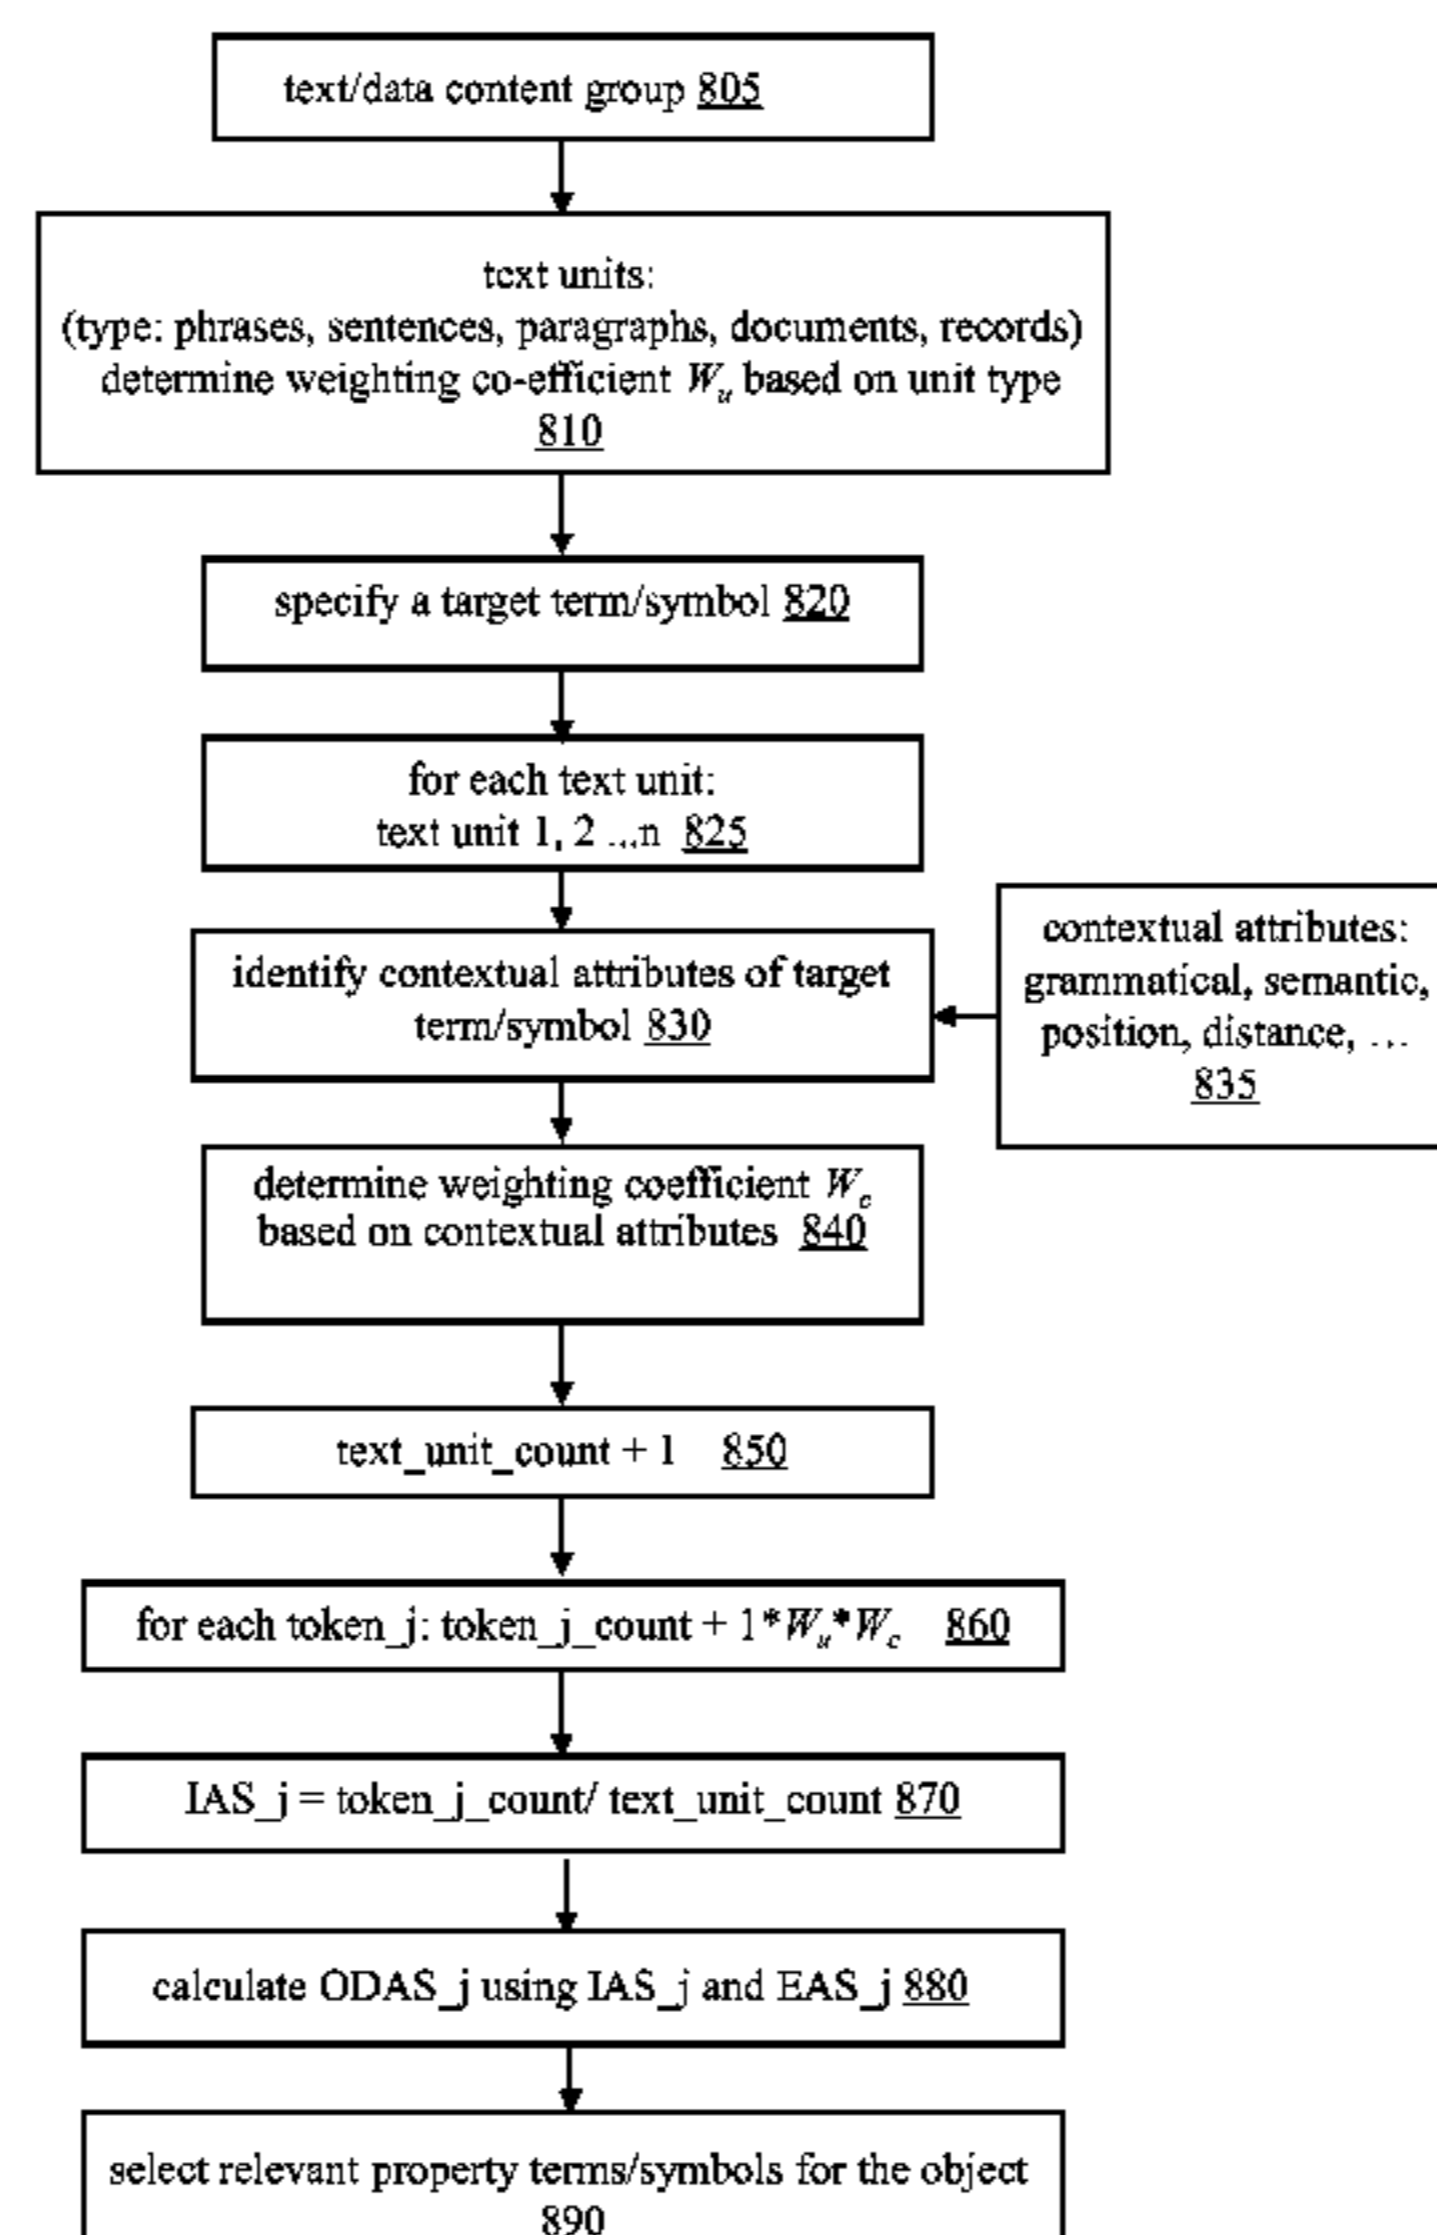 text/data content group 805
text units:
(type: phrases, sentences, paragraphs, documents, records)
determine weighting co-efficient Wu based on unit type
810
specify a target term/symbol 820
for each text unit:
text unit 1, 2 ...n 825
identify contextual attributes of target
term/symbol 830
contextual attributes:
grammatical, semantic,
position, distance, ...
835
determine weighting coefficient Wc
based on contextual attributes 840
text_unit_count + 1 850
for each token_j: token_j_count + 1*Wu*Wc 860
IAS_j = token_j_count/ text_unit_count 870
calculate ODAS_j using IAS_j and EAS_j 880
select relevant property terms/symbols for the object
890